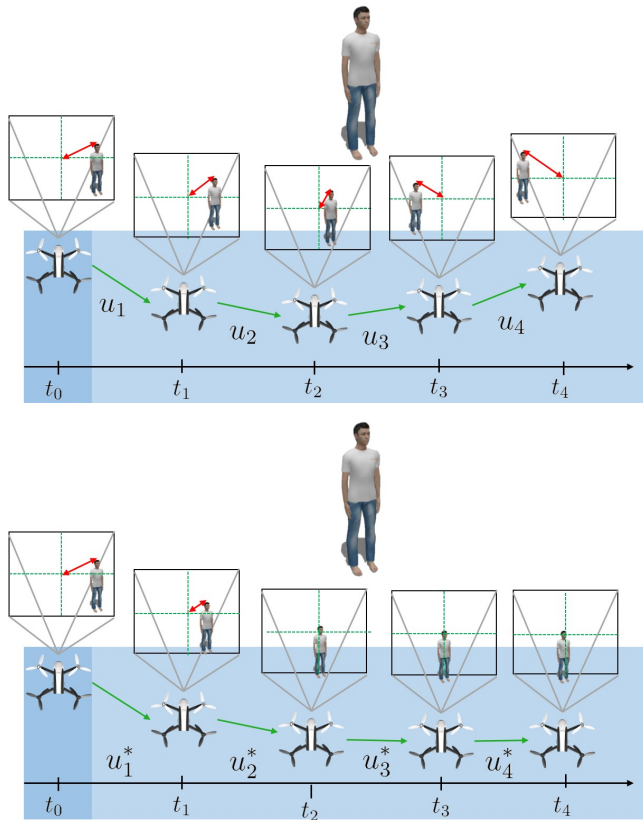 u₁ u₂ u₃ u₄
t₀ t₁ t₂ t₃ t₄
u₁* u₂* u₃* u₄*
t₀ t₁ t₂ t₃ t₄